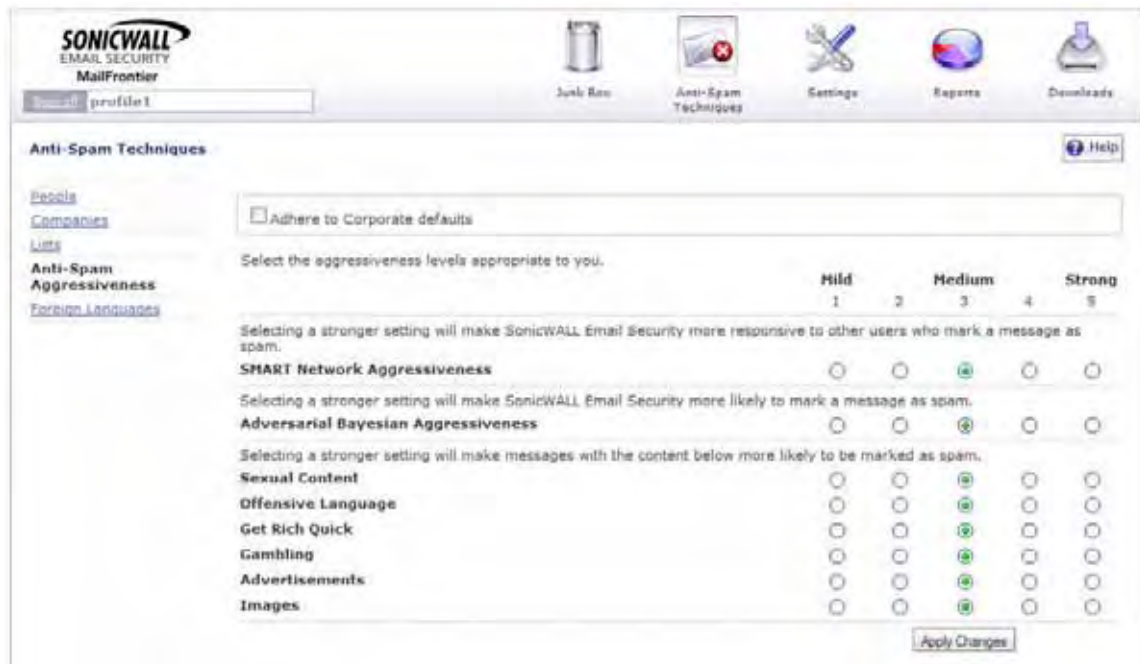 SONICWALL
EMAIL SECURITY
MailFrontier
profile1
Junk Box
Anti-Spam
Techniques
Settings
Reports
Downloads
Anti-Spam Techniques
Help
People
Companies
Lists
Anti-Spam
Aggressiveness
Foreign Languages
Adhere to Corporate defaults
Select the aggressiveness levels appropriate to you.
Mild Medium Strong
1 2 3 4 5
Selecting a stronger setting will make SonicWALL Email Security more responsive to other users who mark a message as
spam.
SMART Network Aggressiveness
Selecting a stronger setting will make SonicWALL Email Security more likely to mark a message as spam.
Adversarial Bayesian Aggressiveness
Selecting a stronger setting will make messages with the content below more likely to be marked as spam.
Sexual Content
Offensive Language
Get Rich Quick
Gambling
Advertisements
Images
Apply Changes